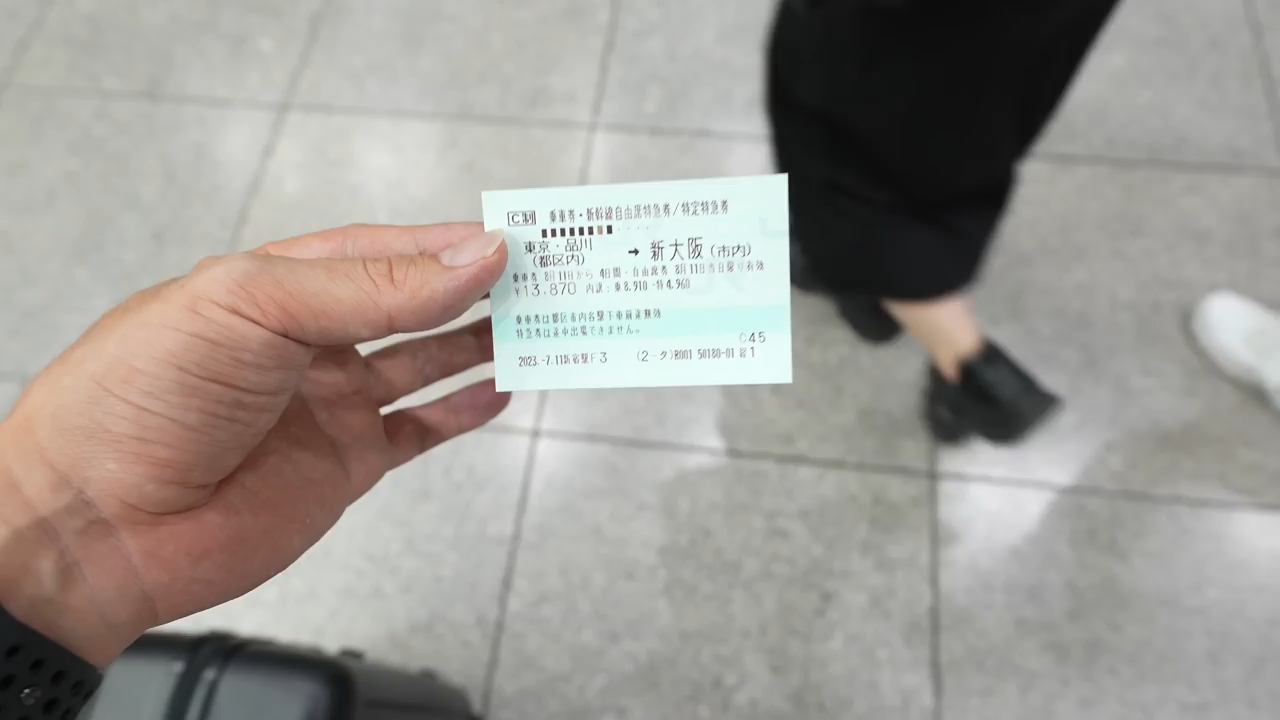 C制 乗車券・新幹線自由席特急券/特定特急券
東京・品川 → 新大阪(市内)
(都区内)
乗車券 8月11日から 4日間・自由席券 8月11日当日限り有効
¥13,870 内訳:乗8,910・特4,960
乗車券は都区市内各駅下車前途無効
特急券は途中出場できません。
C45
2023.-7.11新宿駅F3 (2-タ)R001 50180-01